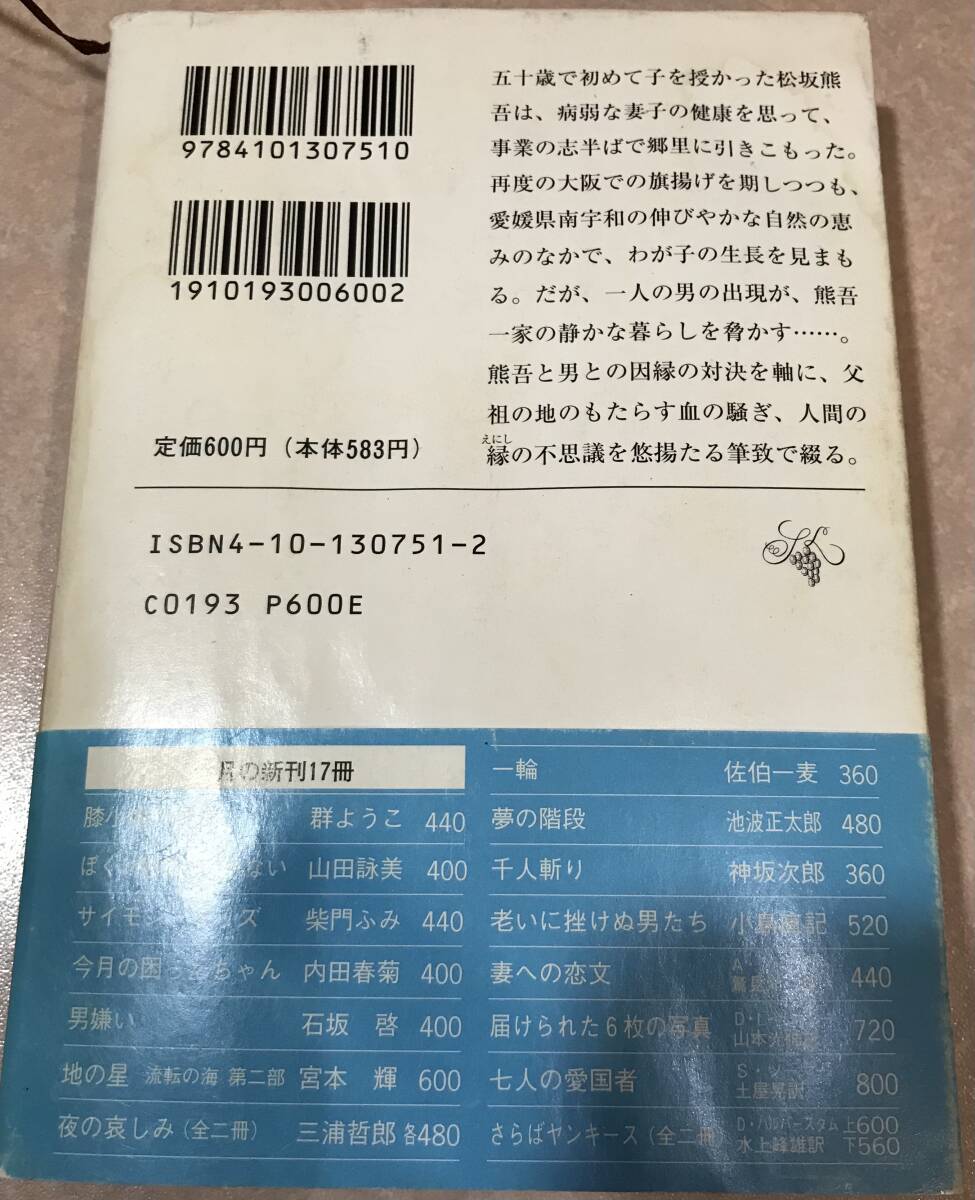 9784101307510
1910193006002
定価600円（本体583円）
五十歳で初めて子を授かった松坂熊
吾は、病弱な妻子の健康を思って、
事業の志半ばで郷里に引きこもった。
再度の大阪での旗揚げを期しつつも、
愛媛県南宇和の伸びやかな自然の恵
みのなかで、わが子の生長を見まも
る。だが、一人の男の出現が、熊吾
一家の静かな暮らしを脅かす……。
熊吾と男との因縁の対決を軸に、父
祖の地のもたらす血の騒ぎ、人間の
えにし
縁の不思議を悠揚たる筆致で綴る。
ISBN4-10-130751-2
C0193 P600E
月の新刊17冊
群ようこ 440
山田詠美 400
柴門ふみ 440
内田春菊 400
男嫌い 石坂 啓 400
地の星 流転の海 第二部 宮本 輝 600
夜の哀しみ（全二冊） 三浦哲郎 各480
一輪 佐伯一麦 360
夢の階段 池波正太郎 480
千人斬り 神坂次郎 360
老いに挫けぬ男たち 520
妻への恋文 440
届けられた6枚の写真 720
七人の愛国者 土屋晃訳 800
さらばヤンキース（全二冊） D・ハルバースタム 上600
水上峰雄訳 下560